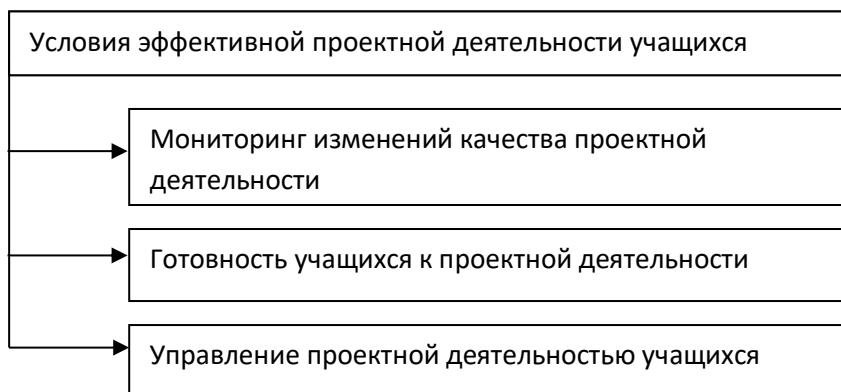 Условия эффективной проектной деятельности учащихся
Мониторинг изменений качества проектной
деятельности
Готовность учащихся к проектной деятельности
Управление проектной деятельностью учащихся